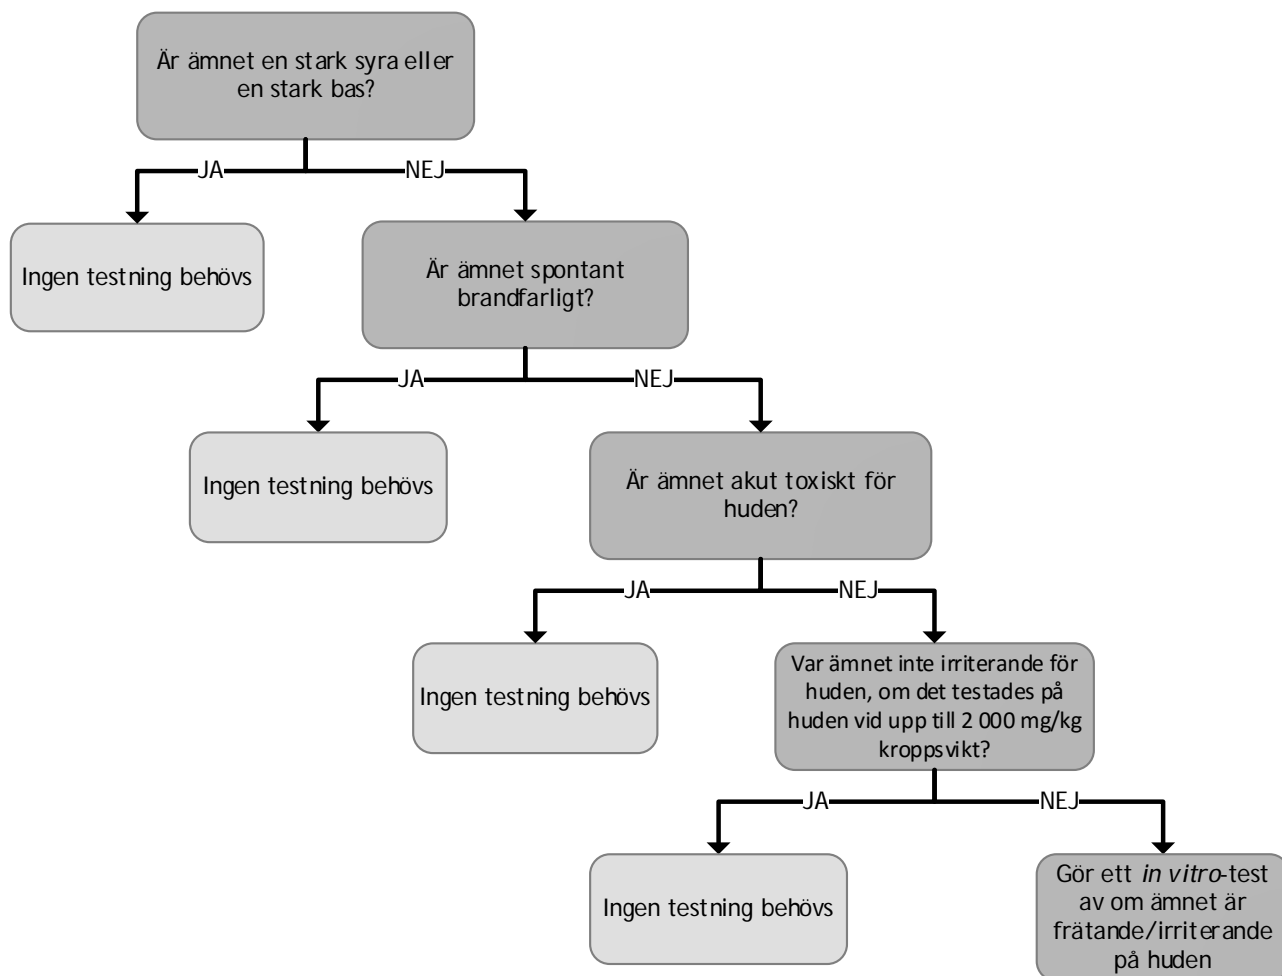 Är ämnet en stark syra eller
en stark bas?
JA
NEJ
Ingen testning behövs
Är ämnet spontant
brandfarligt?
JA
NEJ
Ingen testning behövs
Är ämnet akut toxiskt för
huden?
JA
NEJ
Ingen testning behövs
Var ämnet inte irriterande för
huden, om det testades på
huden vid upp till 2 000 mg/kg
kroppsvikt?
JA
NEJ
Ingen testning behövs
Gör ett in vitro-test
av om ämnet är
frätande/irriterande
på huden